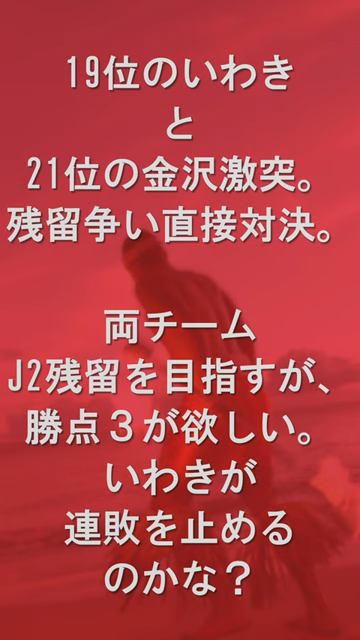 19位のいわき
と
21位の金沢激突。
残留争い直接対決。
両チーム
J2残留を目指すが、
勝点３が欲しい。
いわきが
連敗を止める
のかな？